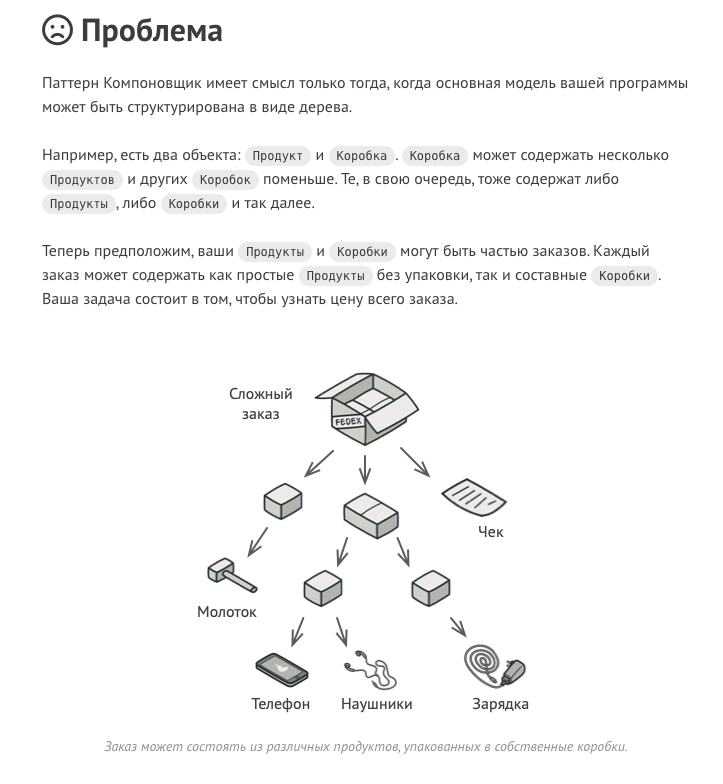 Проблема
Паттерн Компоновщик имеет смысл только тогда, когда основная модель вашей программы
может быть структурирована в виде дерева.
Например, есть два объекта: Продукт и Коробка. Коробка может содержать несколько
Продуктов и других Коробок поменьше. Те, в свою очередь, тоже содержат либо
Продукты, либо Коробки и так далее.
Теперь предположим, ваши Продукты и Коробки могут быть частью заказов. Каждый
заказ может содержать как простые Продукты без упаковки, так и составные Коробки.
Ваша задача состоит в том, чтобы узнать цену всего заказа.
Сложный
заказ
FEDEX
Чек
Молоток
Телефон
Наушники
Зарядка
Заказ может состоять из различных продуктов, упакованных в собственные коробки.